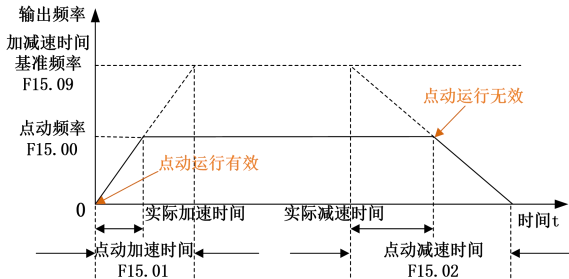 输出频率
加减速时间
基准频率
F15.09
点动运行无效
点动频率
F15.00
点动运行有效
0
实际加速时间
实际减速时间
时间t
点动加速时间
F15.01
点动减速时间
F15.02